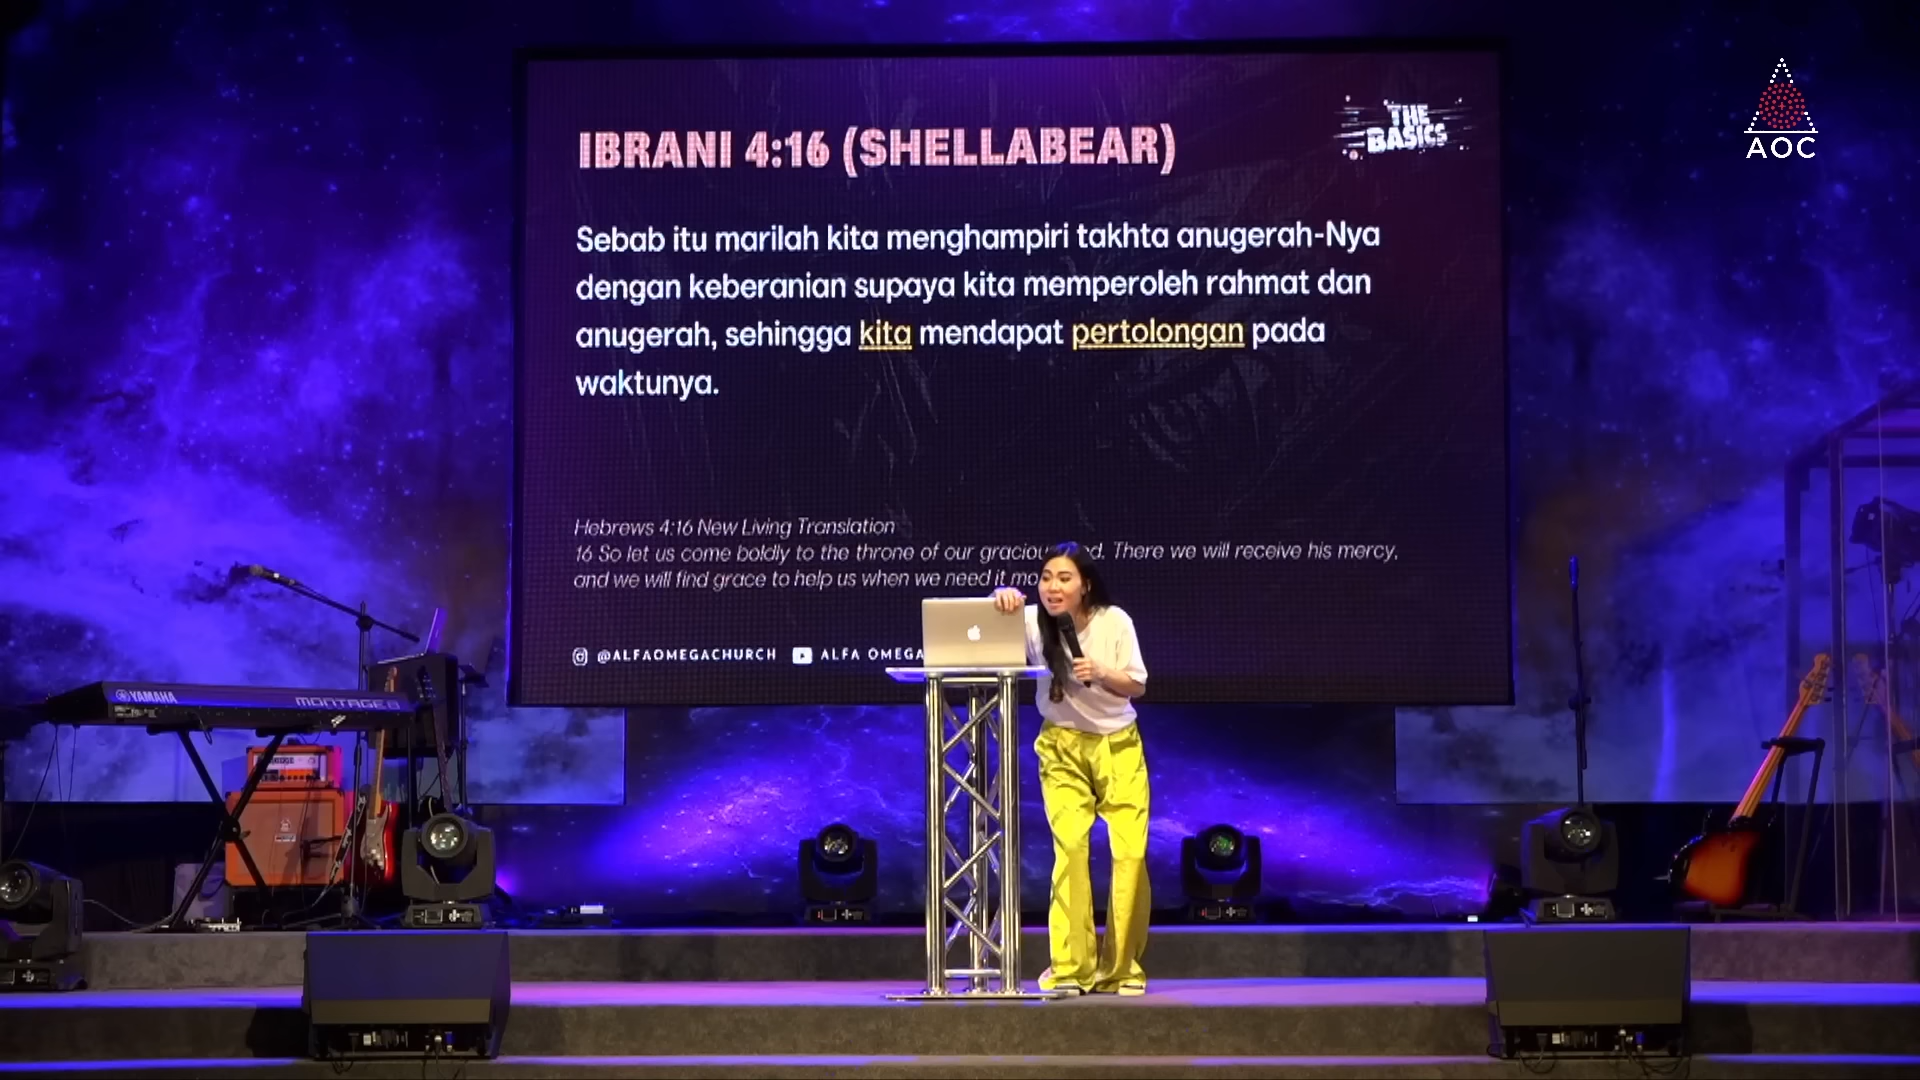 IBRANI 4:16 (SHELLABEAR)
THE
BASICS
AOC
Sebab itu marilah kita menghampiri takhta anugerah-Nya
dengan keberanian supaya kita memperoleh rahmat dan
anugerah, sehingga kita mendapat pertolongan pada
waktunya.
Hebrews 4:16 New Living Translation
16 So let us come boldly to the throne of our There we will receive his mercy,
and we will find grace to help us when we need it
@ALFAOMEGACHURCH ALFA OMEGA
YAMAHA
MONTAGE 8